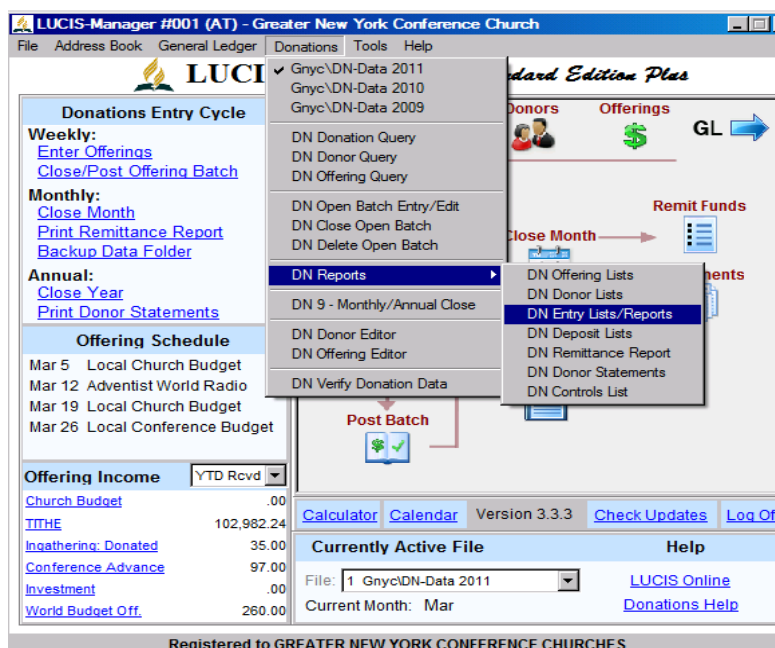 LUCIS-Manager #001 (AT) - Greater New York Conference Church
File Address Book General Ledger Donations Tools Help
LUCI
dard Edition Plus
Donations Entry Cycle
Weekly:
Enter Offerings
Close/Post Offering Batch
Monthly:
Close Month
Print Remittance Report
Backup Data Folder
Annual:
Close Year
Print Donor Statements
Offering Schedule
Mar 5 Local Church Budget
Mar 12 Adventist World Radio
Mar 19 Local Church Budget
Mar 26 Local Conference Budget
Offering Income YTD Rcvd
Church Budget .00
TITHE 102,982.24
Ingathering: Donated 35.00
Conference Advance 97.00
Investment .00
World Budget Off. 260.00
Gnyc\DN-Data 2011
Gnyc\DN-Data 2010
Gnyc\DN-Data 2009
DN Donation Query
DN Donor Query
DN Offering Query
DN Open Batch Entry/Edit
DN Close Open Batch
DN Delete Open Batch
DN Reports
DN 9 - Monthly/Annual Close
DN Donor Editor
DN Offering Editor
DN Verify Donation Data
DN Offering Lists
DN Donor Lists
DN Entry Lists/Reports
DN Deposit Lists
DN Remittance Report
DN Donor Statements
DN Controls List
Donors Offerings
GL
Remit Funds
Close Month
ents
Post Batch
Calculator Calendar Version 3.3.3 Check Updates Log Of
Currently Active File
File: 1 Gnyc\DN-Data 2011
Current Month: Mar
Help
LUCIS Online
Donations Help
Registered to GREATER NEW YORK CONFERENCE CHURCHES